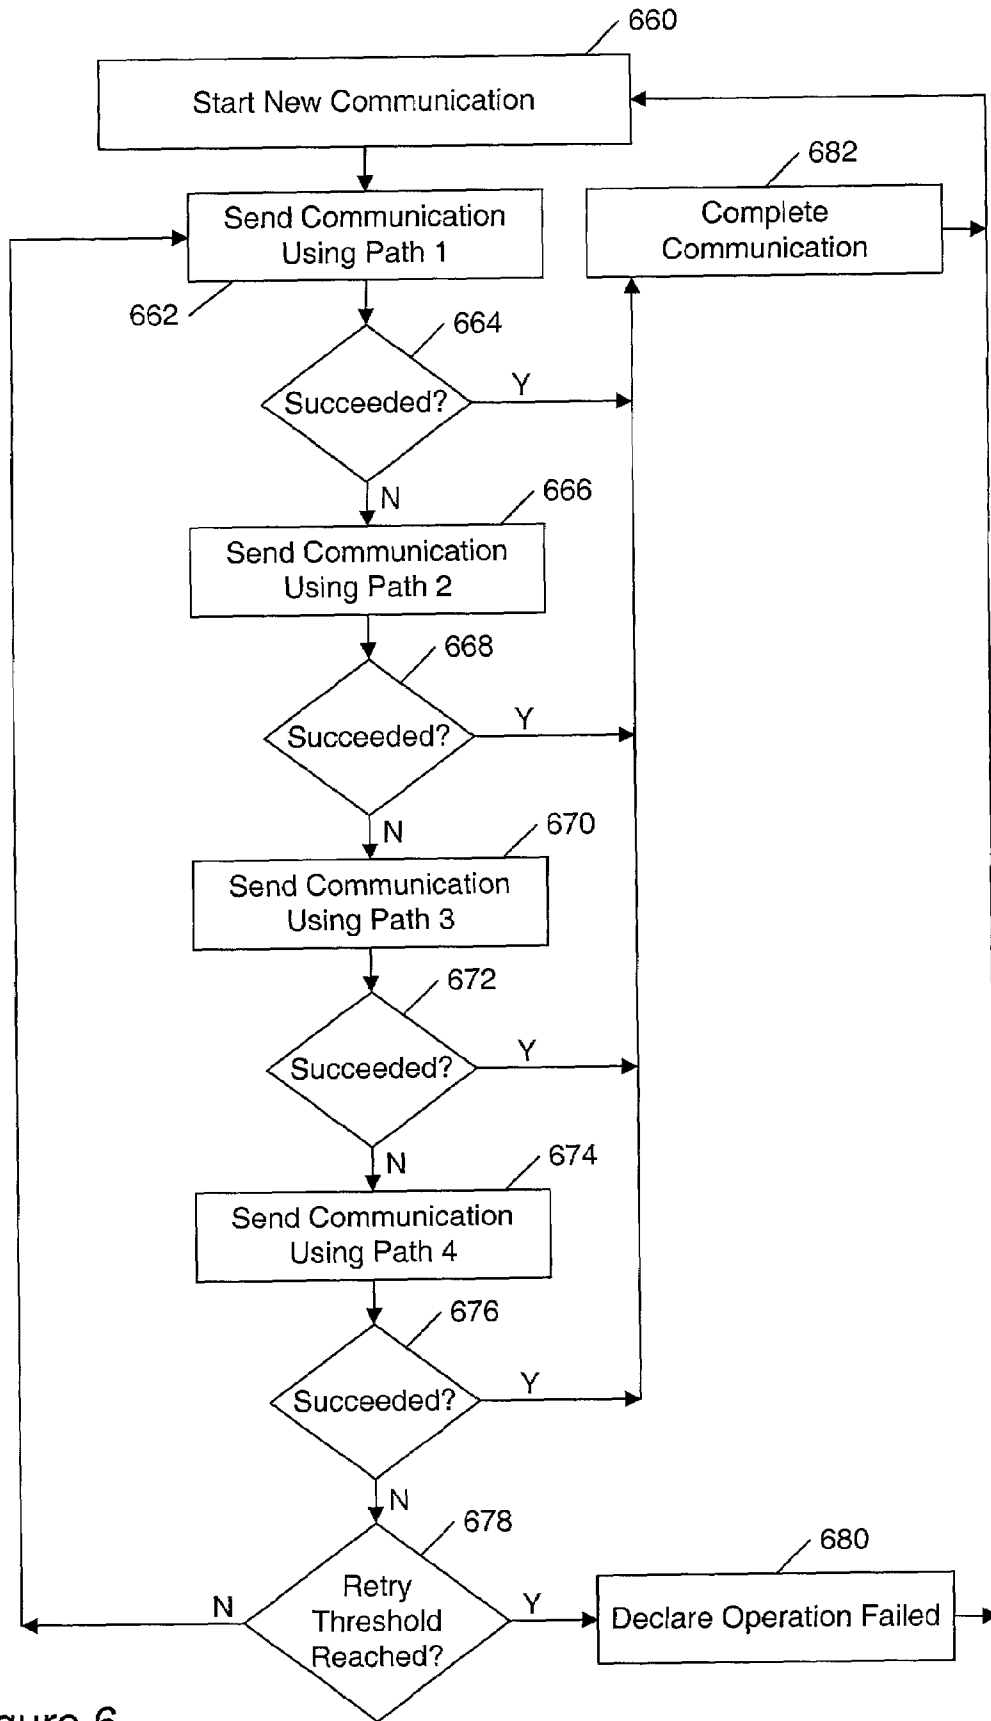 660
Start New Communication
682
Send Communication
Using Path 1
Complete
Communication
662
664
Succeeded?
Y
N
666
Send Communication
Using Path 2
668
Succeeded?
Y
N
670
Send Communication
Using Path 3
672
Succeeded?
Y
N
674
Send Communication
Using Path 4
676
Succeeded?
Y
N
678
Retry
Threshold
Reached?
N
Y
680
Declare Operation Failed